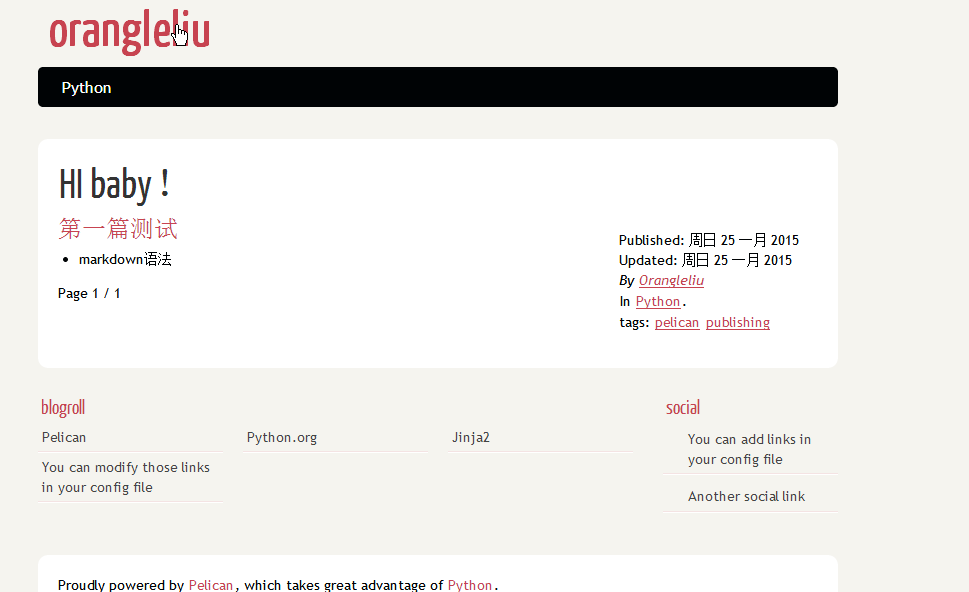 orangleliu
Python
HI baby！
第一篇测试
markdown语法
Page 1 / 1
Published: 周日 25 一月 2015
Updated: 周日 25 一月 2015
By Orangleliu
In Python.
tags: pelican publishing
blogroll
Pelican
Python.org
Jinja2
You can modify those links
in your config file
social
You can add links in
your config file
Another social link
Proudly powered by Pelican, which takes great advantage of Python.